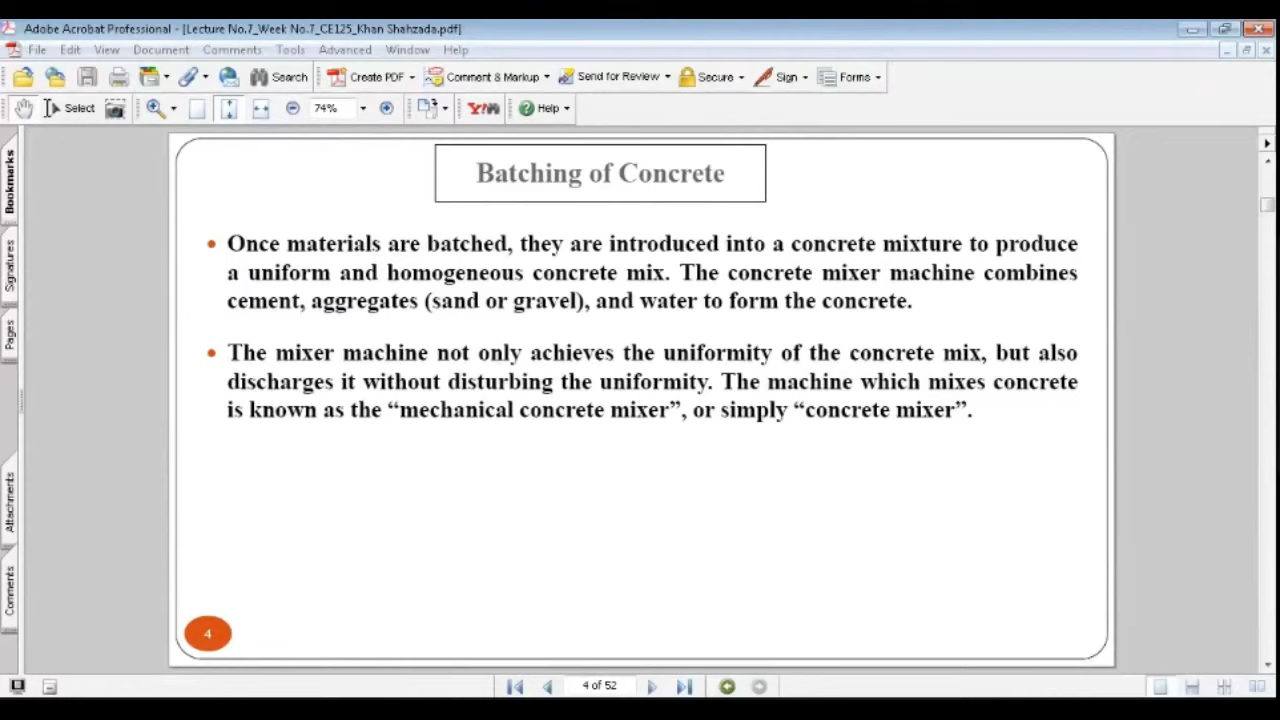 Adobe Acrobat Professional - [Lecture No.7_Week No.7_CE125_Khan Shahzada.pdf]
File Edit View Document Comments Tools Advanced Window Help
Search Create PDF Comment & Markup Send for Review Secure Sign Forms
Select 74% Y! Help
Bookmarks
Signatures
Pages
Attachments
Comments
Batching of Concrete
• Once materials are batched, they are introduced into a concrete mixture to produce
a uniform and homogeneous concrete mix. The concrete mixer machine combines
cement, aggregates (sand or gravel), and water to form the concrete.
• The mixer machine not only achieves the uniformity of the concrete mix, but also
discharges it without disturbing the uniformity. The machine which mixes concrete
is known as the “mechanical concrete mixer”, or simply “concrete mixer”.
4
4 of 52